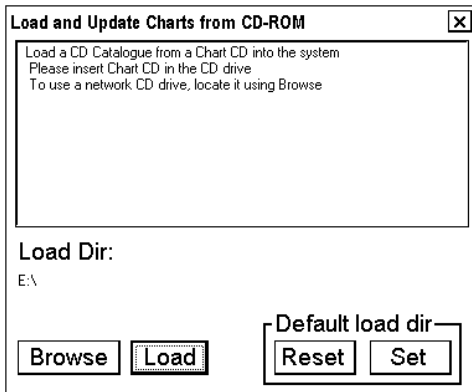 Load and Update Charts from CD-ROM
Load a CD Catalogue from a Chart CD into the system
Please insert Chart CD in the CD drive
To use a network CD drive, locate it using Browse
Load Dir:
E:\
Default load dir
Browse Load Reset Set